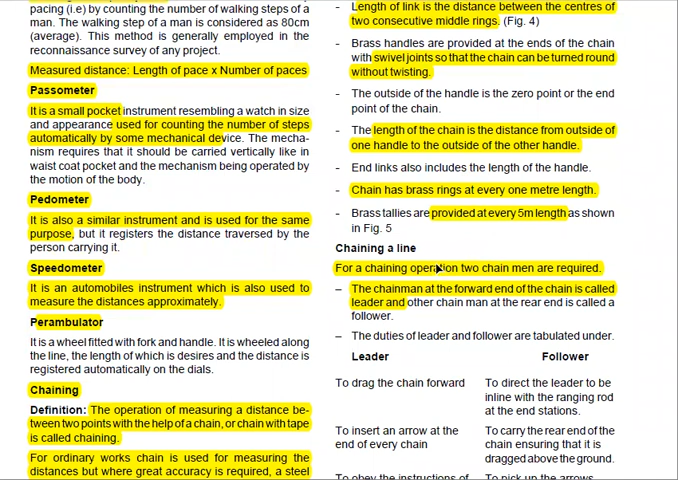 pacing (i.e) by counting the number of walking steps of a
man. The walking step of a man is considered as 80cm
(average). This method is generally employed in the
reconnaissance survey of any project.
Measured distance: Length of pace x Number of paces
Passometer
It is a small pocket instrument resembling a watch in size
and appearance used for counting the number of steps
automatically by some mechanical device. The mecha-
nism requires that it should be carried vertically like in
waist coat pocket and the mechanism being operated by
the motion of the body.
Pedometer
It is also a similar instrument and is used for the same
purpose, but it registers the distance traversed by the
person carrying it.
Speedometer
It is an automobiles instrument which is also used to
measure the distances approximately.
Perambulator
It is a wheel fitted with fork and handle. It is wheeled along
the line, the length of which is desires and the distance is
registered automatically on the dials.
Chaining
Definition: The operation of measuring a distance be-
tween two points with the help of a chain, or chain with tape
is called chaining.
For ordinary works chain is used for measuring the
distances but where great accuracy is required, a steel
- Length of link is the distance between the centres of
two consecutive middle rings. (Fig. 4)
- Brass handles are provided at the ends of the chain
with swivel joints so that the chain can be turned round
without twisting.
- The outside of the handle is the zero point or the end
point of the chain.
- The length of the chain is the distance from outside of
one handle to the outside of the other handle.
- End links also includes the length of the handle.
- Chain has brass rings at every one metre length.
- Brass tallies are provided at every 5m length as shown
in Fig. 5
Chaining a line
For a chaining operation two chain men are required.
– The chainman at the forward end of the chain is called
leader and other chain man at the rear end is called a
follower.
– The duties of leader and follower are tabulated under.
Leader Follower
To drag the chain forward To direct the leader to be
inline with the ranging rod
at the end stations.
To insert an arrow at the To carry the rear end of the
end of every chain chain ensuring that it is
dragged above the ground.
To obey the instructions of To pick up the arrows